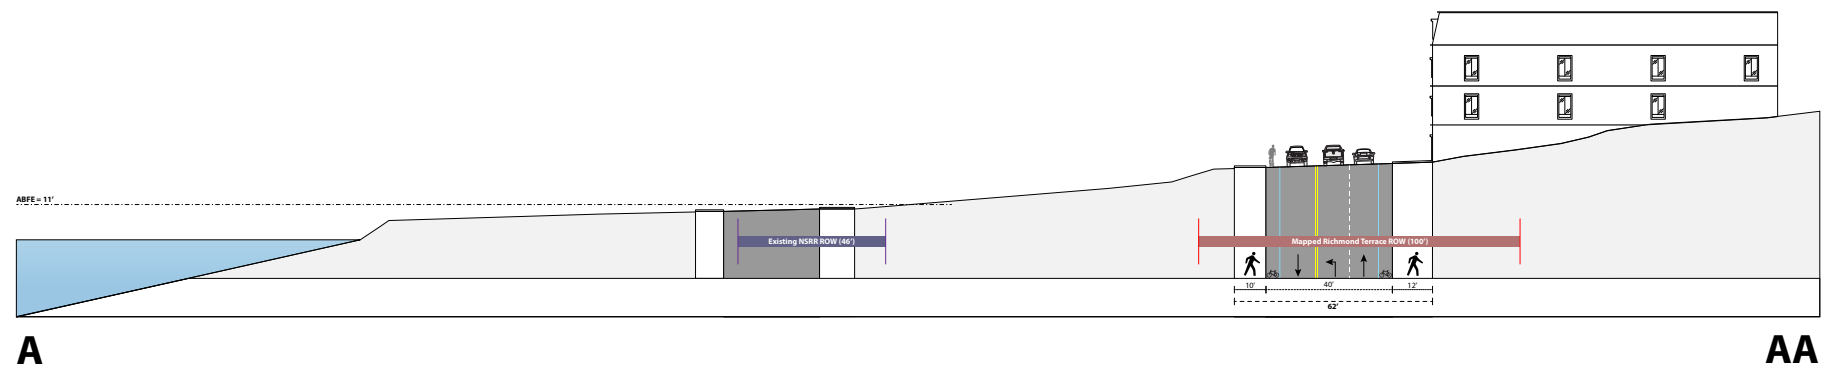 ABFE = 11'
Existing NSRR ROW (46')
Mapped Richmond Terrace ROW (100')
10'
40'
12'
62'
A
AA